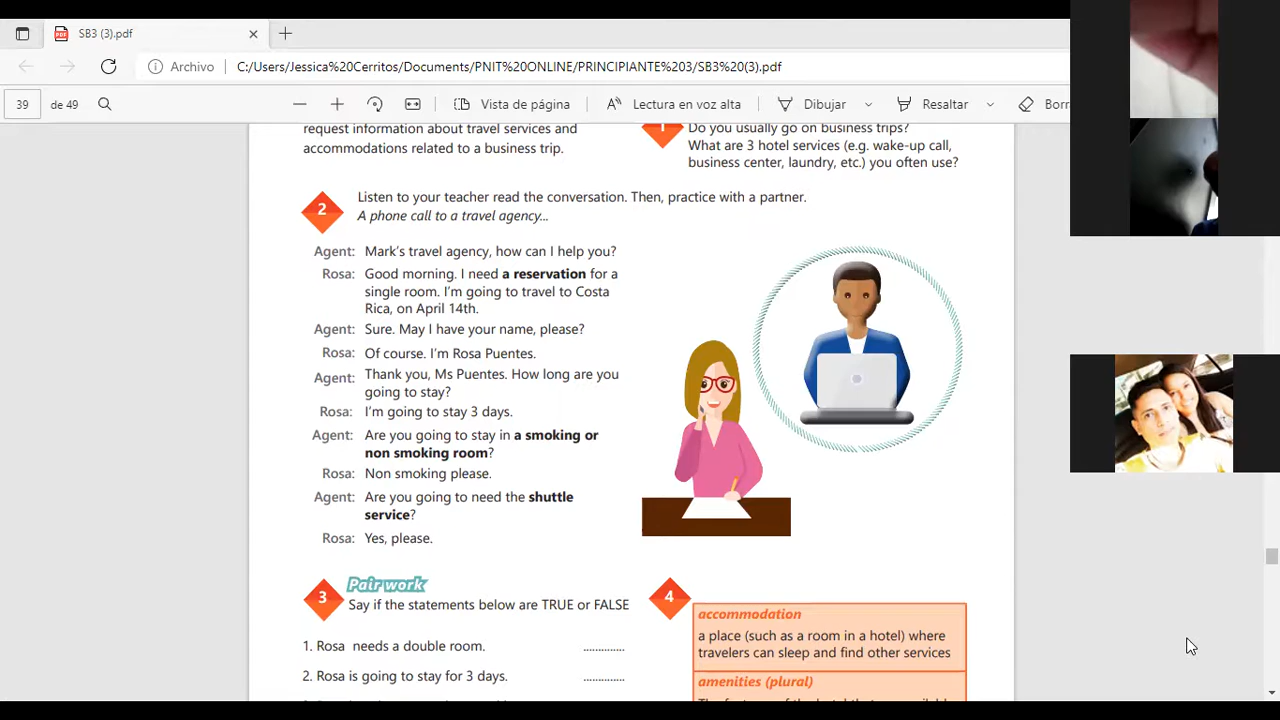 SB3 (3).pdf
Archivo
C:/Users/Jessica%20Cerritos/Documents/PNIT%20ONLINE/PRINCIPIANTE%203/SB3%20(3).pdf
39 de 49
Vista de página
Lectura en voz alta
Dibujar
Resaltar
Borr
request information about travel services and
accommodations related to a business trip.
1
Do you usually go on business trips?
What are 3 hotel services (e.g. wake-up call,
business center, laundry, etc.) you often use?
2
Listen to your teacher read the conversation. Then, practice with a partner.
A phone call to a travel agency...
Agent: Mark's travel agency, how can I help you?
Rosa: Good morning. I need a reservation for a
single room. I'm going to travel to Costa
Rica, on April 14th.
Agent: Sure. May I have your name, please?
Rosa: Of course. I'm Rosa Puentes.
Agent: Thank you, Ms Puentes. How long are you
going to stay?
Rosa: I'm going to stay 3 days.
Agent: Are you going to stay in a smoking or
non smoking room?
Rosa: Non smoking please.
Agent: Are you going to need the shuttle
service?
Rosa: Yes, please.
3
Pair work
Say if the statements below are TRUE or FALSE
1. Rosa needs a double room. ..............
2. Rosa is going to stay for 3 days. ..............
4
accommodation
a place (such as a room in a hotel) where
travelers can sleep and find other services
amenities (plural)